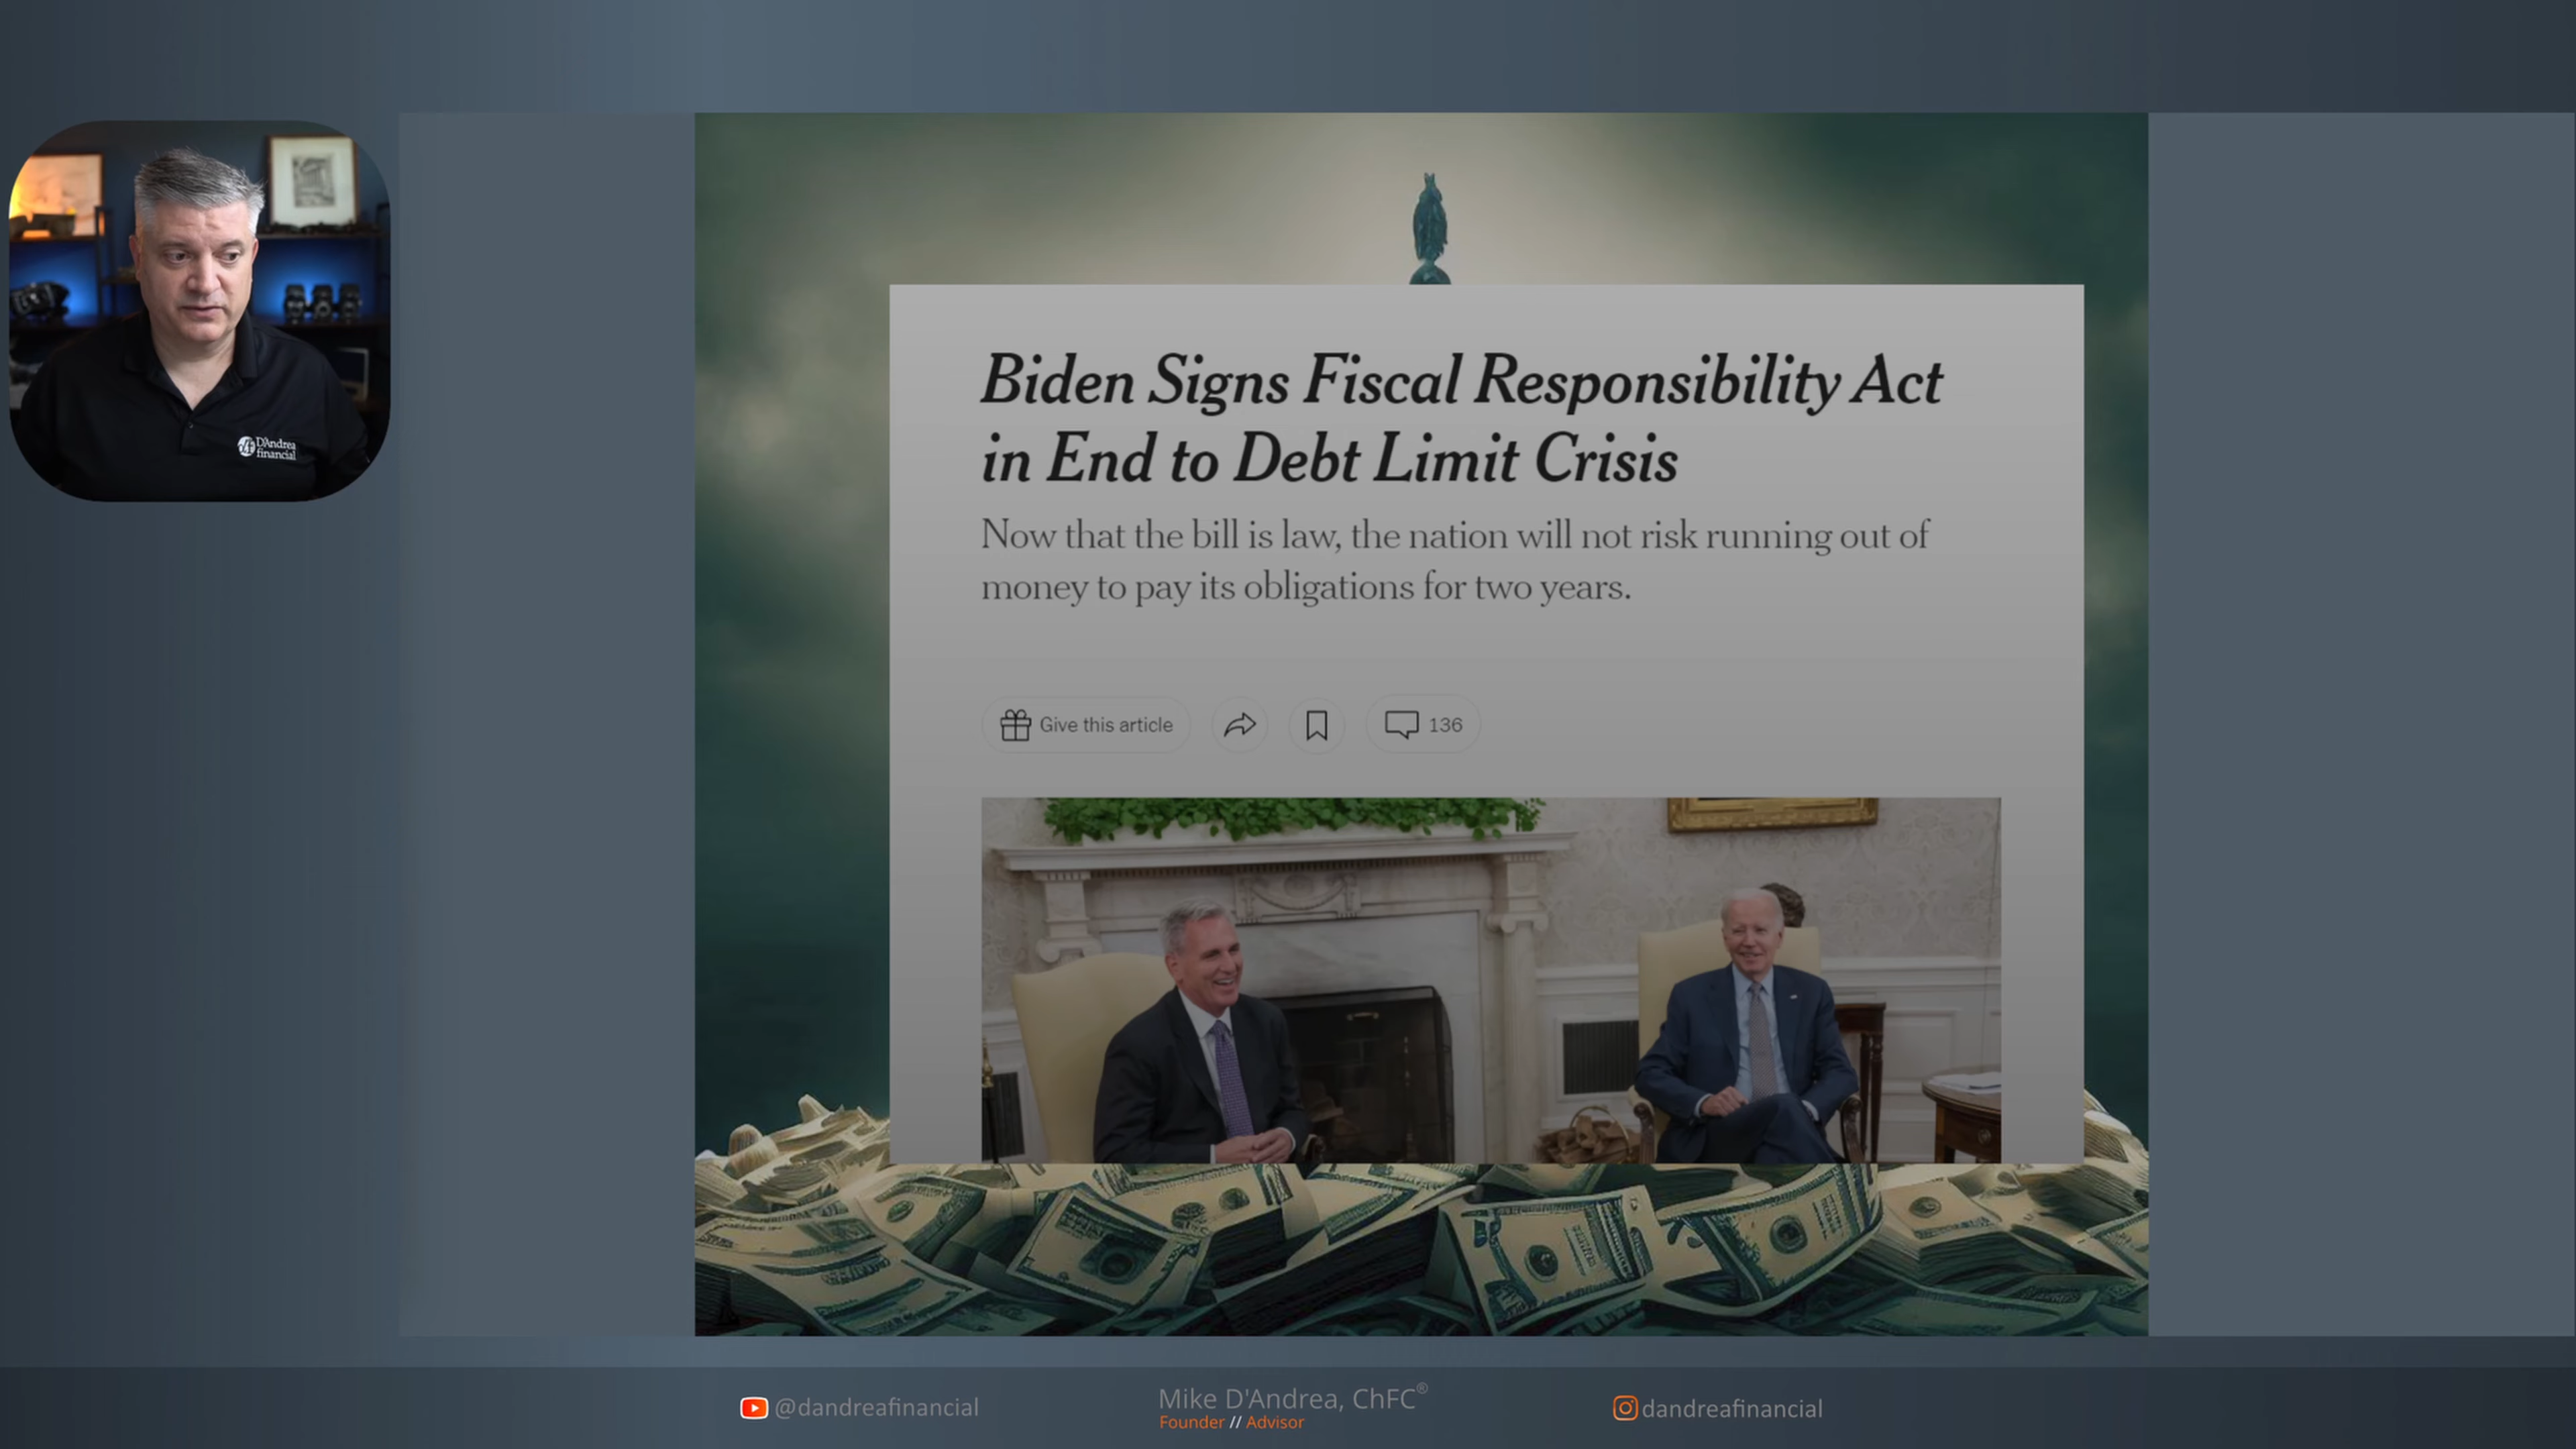 D'Andrea
financial
Biden Signs Fiscal Responsibility Act
in End to Debt Limit Crisis
Now that the bill is law, the nation will not risk running out of
money to pay its obligations for two years.
Give this article
136
@dandreafinancial
Mike D'Andrea, ChFC®
Founder // Advisor
dandreafinancial